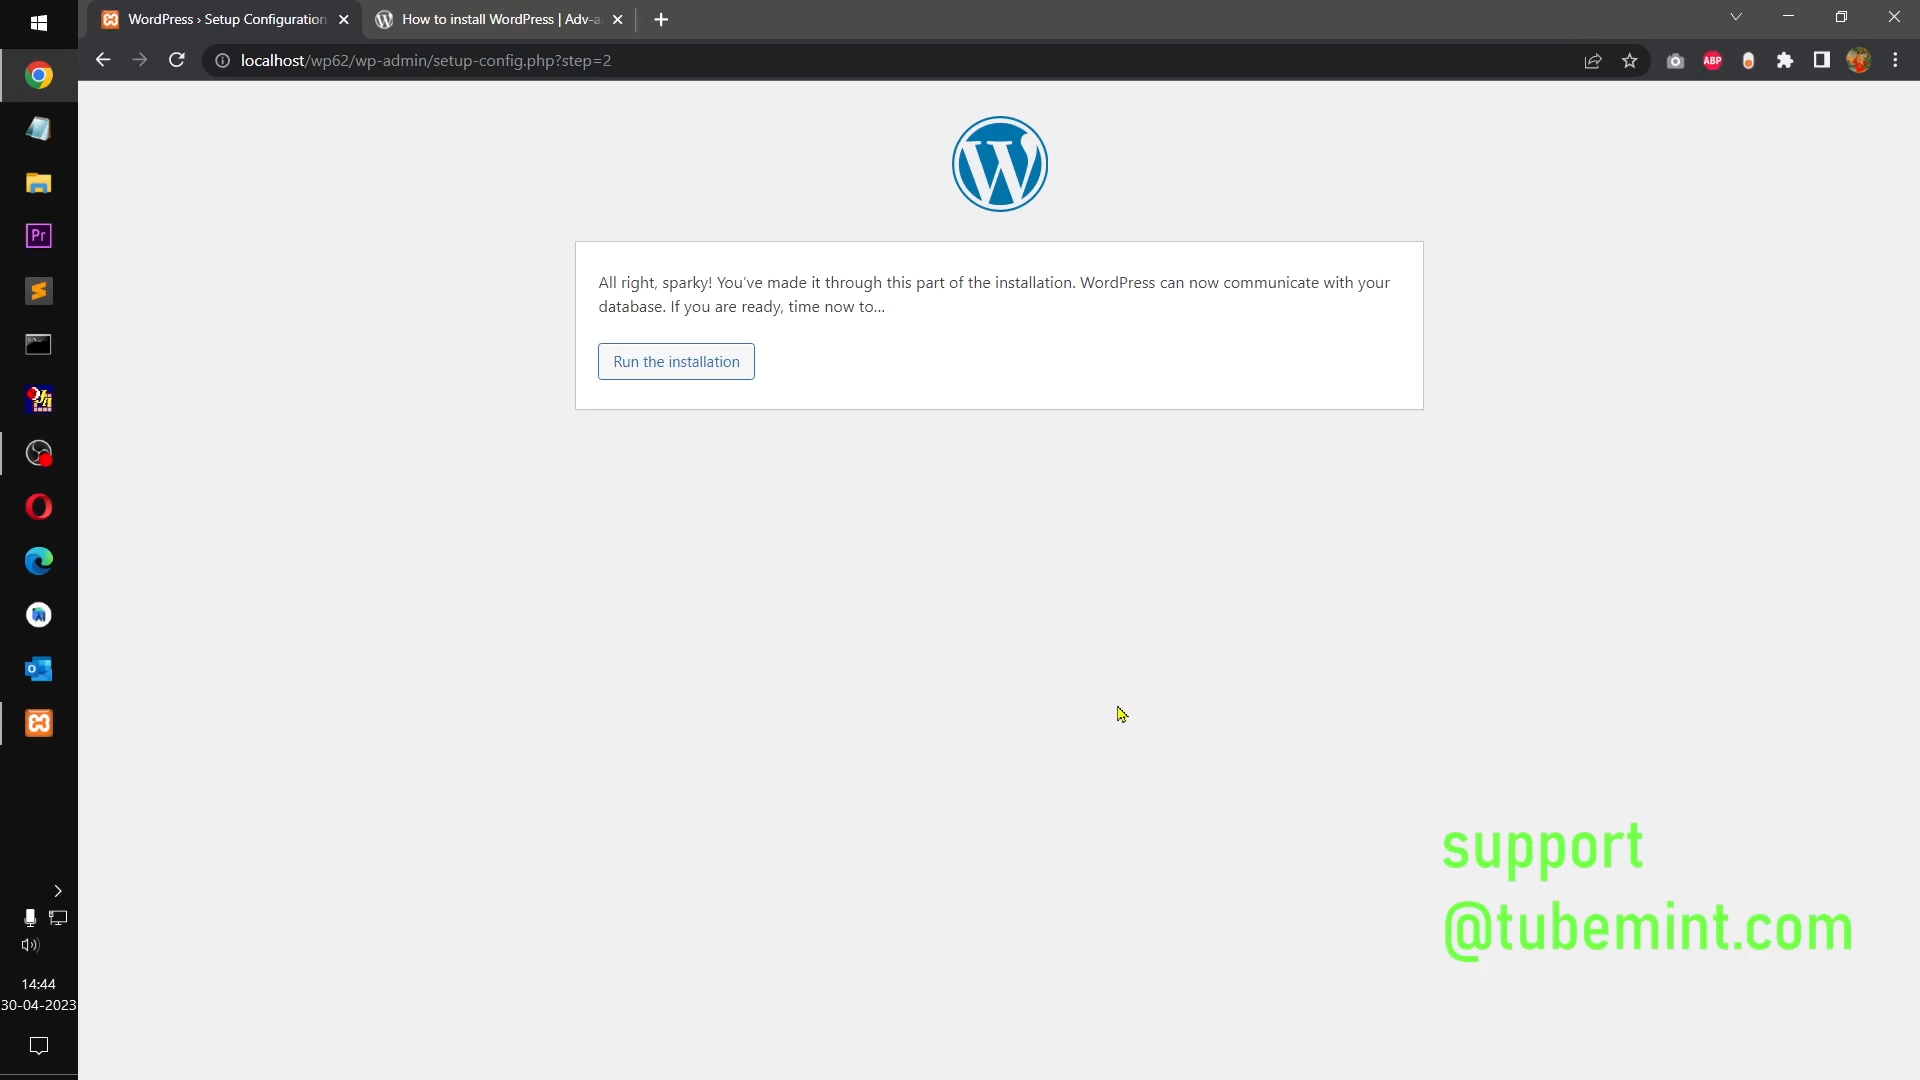 WordPress › Setup Configuration
How to install WordPress | Adv-a
localhost/wp62/wp-admin/setup-config.php?step=2
ABP
All right, sparky! You’ve made it through this part of the installation. WordPress can now communicate with your
database. If you are ready, time now to…
Run the installation
Pr
support
@tubemint.com
14:44
30-04-2023